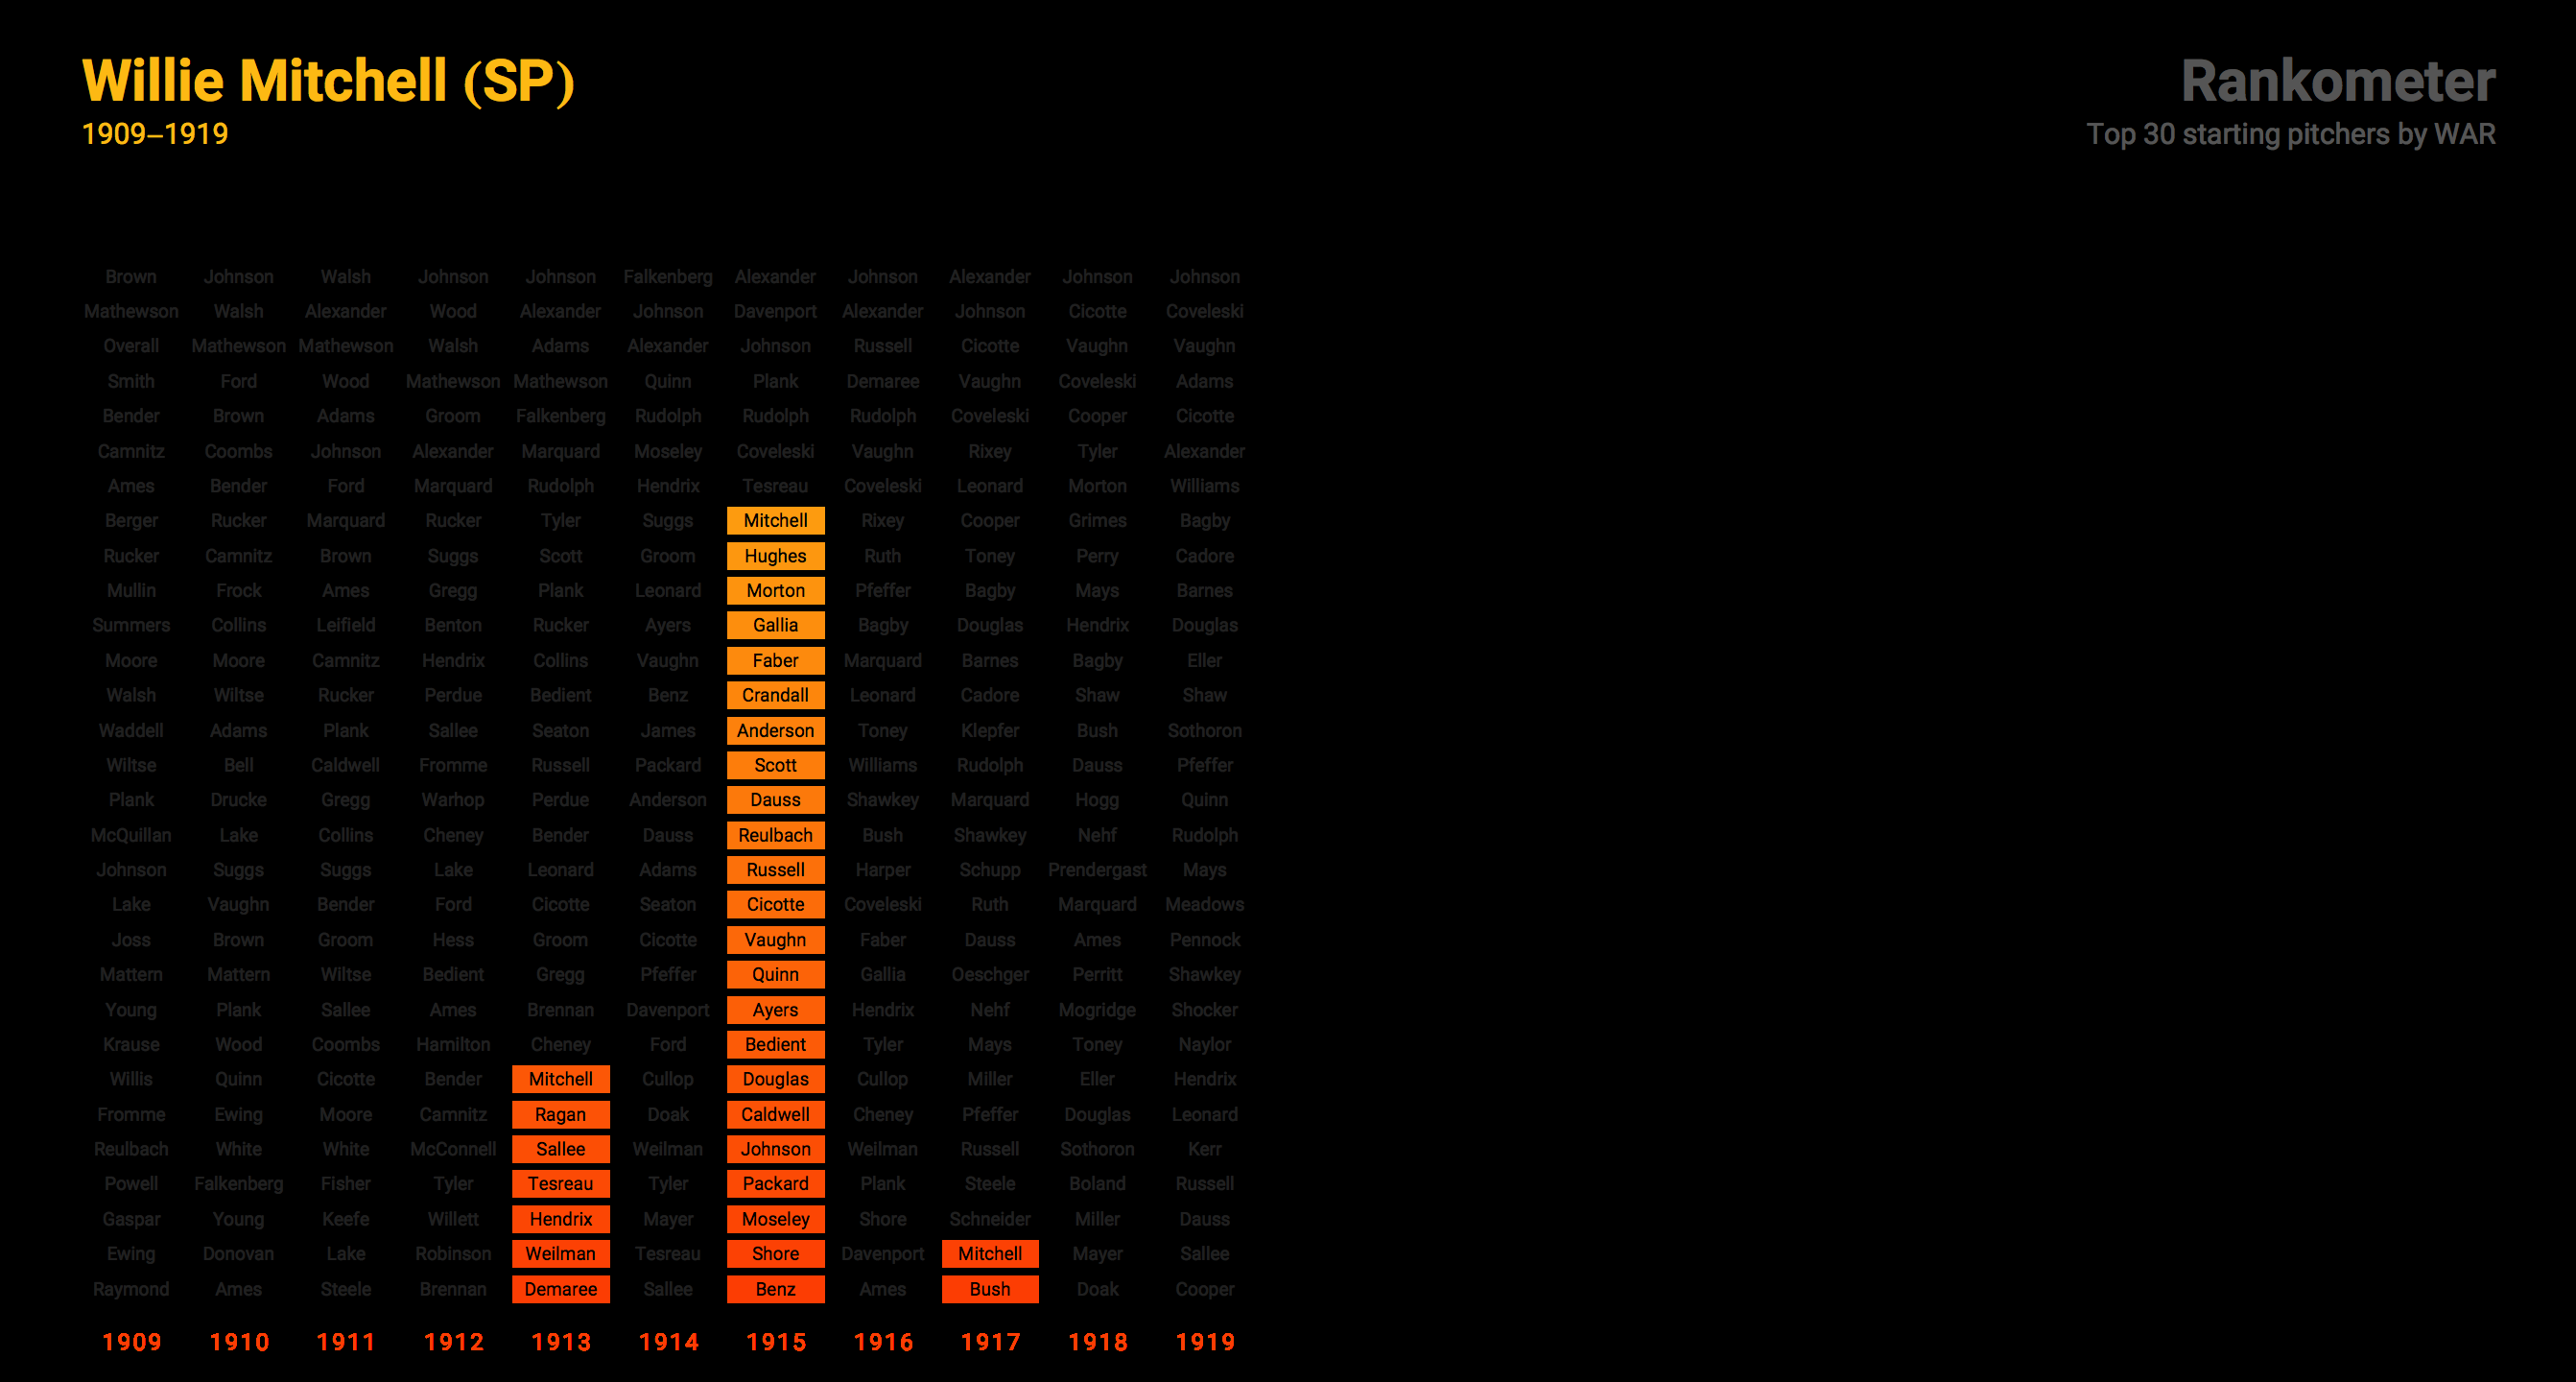 Willie Mitchell (SP)
1909–1919
Rankometer
Top 30 starting pitchers by WAR
Brown Johnson Walsh Johnson Johnson Falkenberg Alexander Johnson Alexander Johnson Johnson
Mathewson Walsh Alexander Wood Alexander Johnson Davenport Alexander Johnson Cicotte Coveleski
Overall Mathewson Mathewson Walsh Adams Alexander Johnson Russell Cicotte Vaughn Vaughn
Smith Ford Wood Mathewson Mathewson Quinn Plank Demaree Vaughn Coveleski Adams
Bender Brown Adams Groom Falkenberg Rudolph Rudolph Rudolph Coveleski Cooper Cicotte
Camnitz Coombs Johnson Alexander Marquard Moseley Coveleski Vaughn Rixey Tyler Alexander
Ames Bender Ford Marquard Rudolph Hendrix Tesreau Coveleski Leonard Morton Williams
Berger Rucker Marquard Rucker Tyler Suggs Mitchell Rixey Cooper Grimes Bagby
Rucker Camnitz Brown Suggs Scott Groom Hughes Ruth Toney Perry Cadore
Mullin Frock Ames Gregg Plank Leonard Morton Pfeffer Bagby Mays Barnes
Summers Collins Leifield Benton Rucker Ayers Gallia Bagby Douglas Hendrix Douglas
Moore Moore Camnitz Hendrix Collins Vaughn Faber Marquard Barnes Bagby Eller
Walsh Wiltse Rucker Perdue Bedient Benz Crandall Leonard Cadore Shaw Shaw
Waddell Adams Plank Sallee Seaton James Anderson Toney Klepfer Bush Sothoron
Wiltse Bell Caldwell Fromme Russell Packard Scott Williams Rudolph Dauss Pfeffer
Plank Drucke Gregg Warhop Perdue Anderson Dauss Shawkey Marquard Hogg Quinn
McQuillan Lake Collins Cheney Bender Dauss Reulbach Bush Shawkey Nehf Rudolph
Johnson Suggs Suggs Lake Leonard Adams Russell Harper Schupp Prendergast Mays
Lake Vaughn Bender Ford Cicotte Seaton Cicotte Coveleski Ruth Marquard Meadows
Joss Brown Groom Hess Groom Cicotte Vaughn Faber Dauss Ames Pennock
Mattern Mattern Wiltse Bedient Gregg Pfeffer Quinn Gallia Oeschger Perritt Shawkey
Young Plank Sallee Ames Brennan Davenport Ayers Hendrix Nehf Mogridge Shocker
Krause Wood Coombs Hamilton Cheney Ford Bedient Tyler Mays Toney Naylor
Willis Quinn Cicotte Bender Mitchell Cullop Douglas Cullop Miller Eller Hendrix
Fromme Ewing Moore Camnitz Ragan Doak Caldwell Cheney Pfeffer Douglas Leonard
Reulbach White White McConnell Sallee Weilman Johnson Weilman Russell Sothoron Kerr
Powell Falkenberg Fisher Tyler Tesreau Tyler Packard Plank Steele Boland Russell
Gaspar Young Keefe Willett Hendrix Mayer Moseley Shore Schneider Miller Dauss
Ewing Donovan Lake Robinson Weilman Tesreau Shore Davenport Mitchell Mayer Sallee
Raymond Ames Steele Brennan Demaree Sallee Benz Ames Bush Doak Cooper
1909 1910 1911 1912 1913 1914 1915 1916 1917 1918 1919